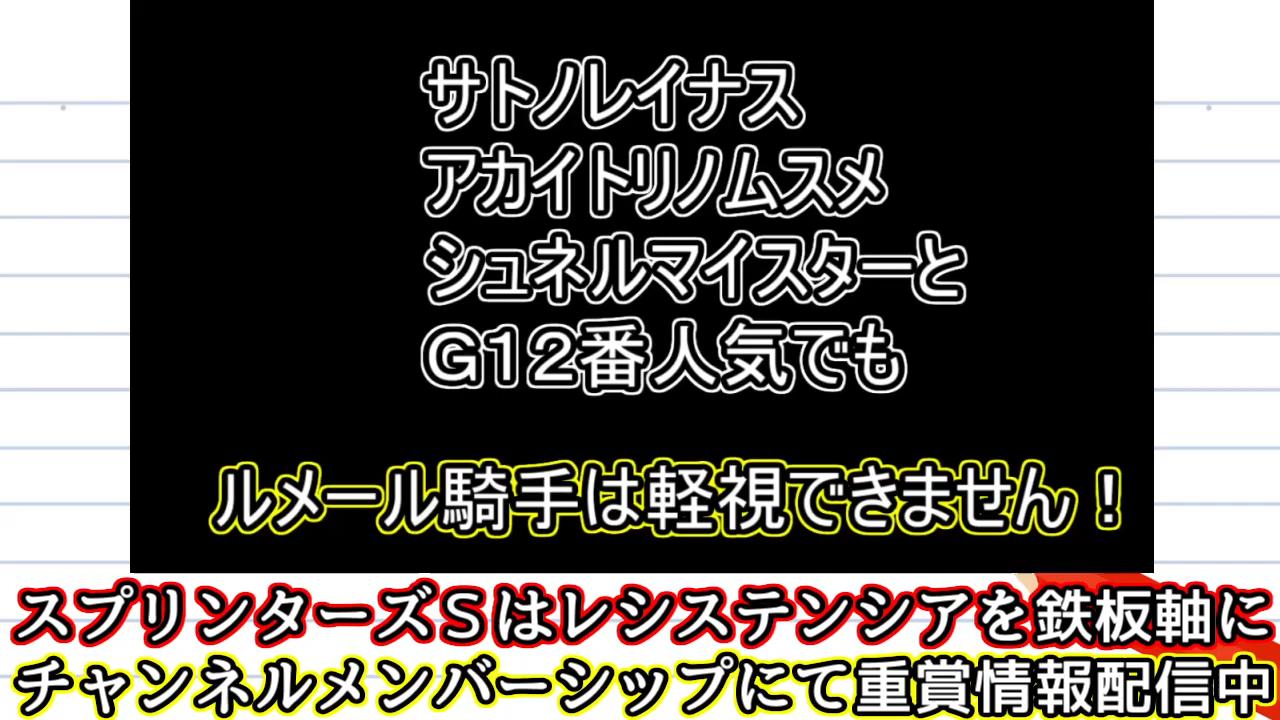 サトノレイナス
アカイトリノムスメ
シュネルマイスターと
G12番人気でも
ルメール騎手は軽視できません！
スプリンターズSはレシステンシアを鉄板軸に
チャンネルメンバーシップにて重賞情報配信中